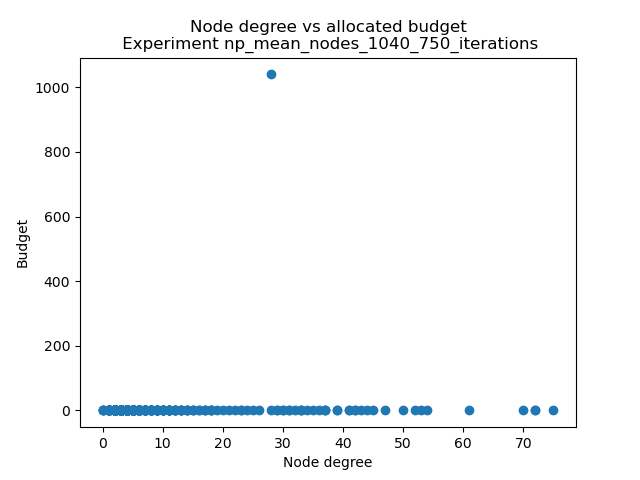 Node degree vs allocated budget
Experiment np_mean_nodes_1040_750_iterations
1000
800
600
400
200
0
Budget
0 10 20 30 40 50 60 70
Node degree